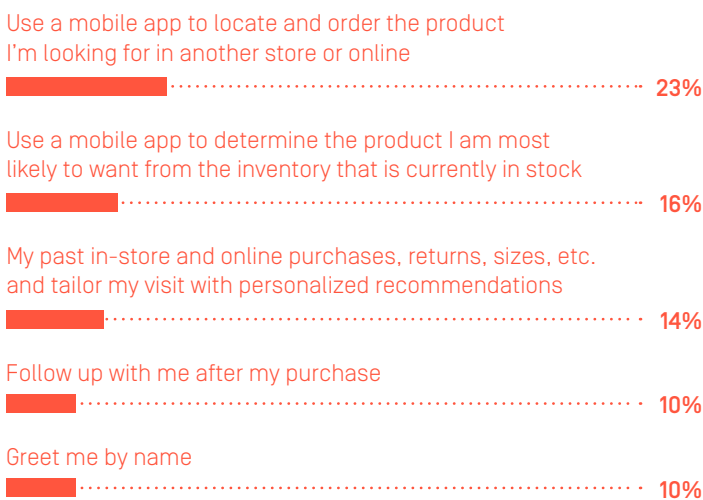 Use a mobile app to locate and order the product
I'm looking for in another store or online
23%
Use a mobile app to determine the product I am most
likely to want from the inventory that is currently in stock
16%
My past in-store and online purchases, returns, sizes, etc.
and tailor my visit with personalized recommendations
14%
Follow up with me after my purchase
10%
Greet me by name
10%